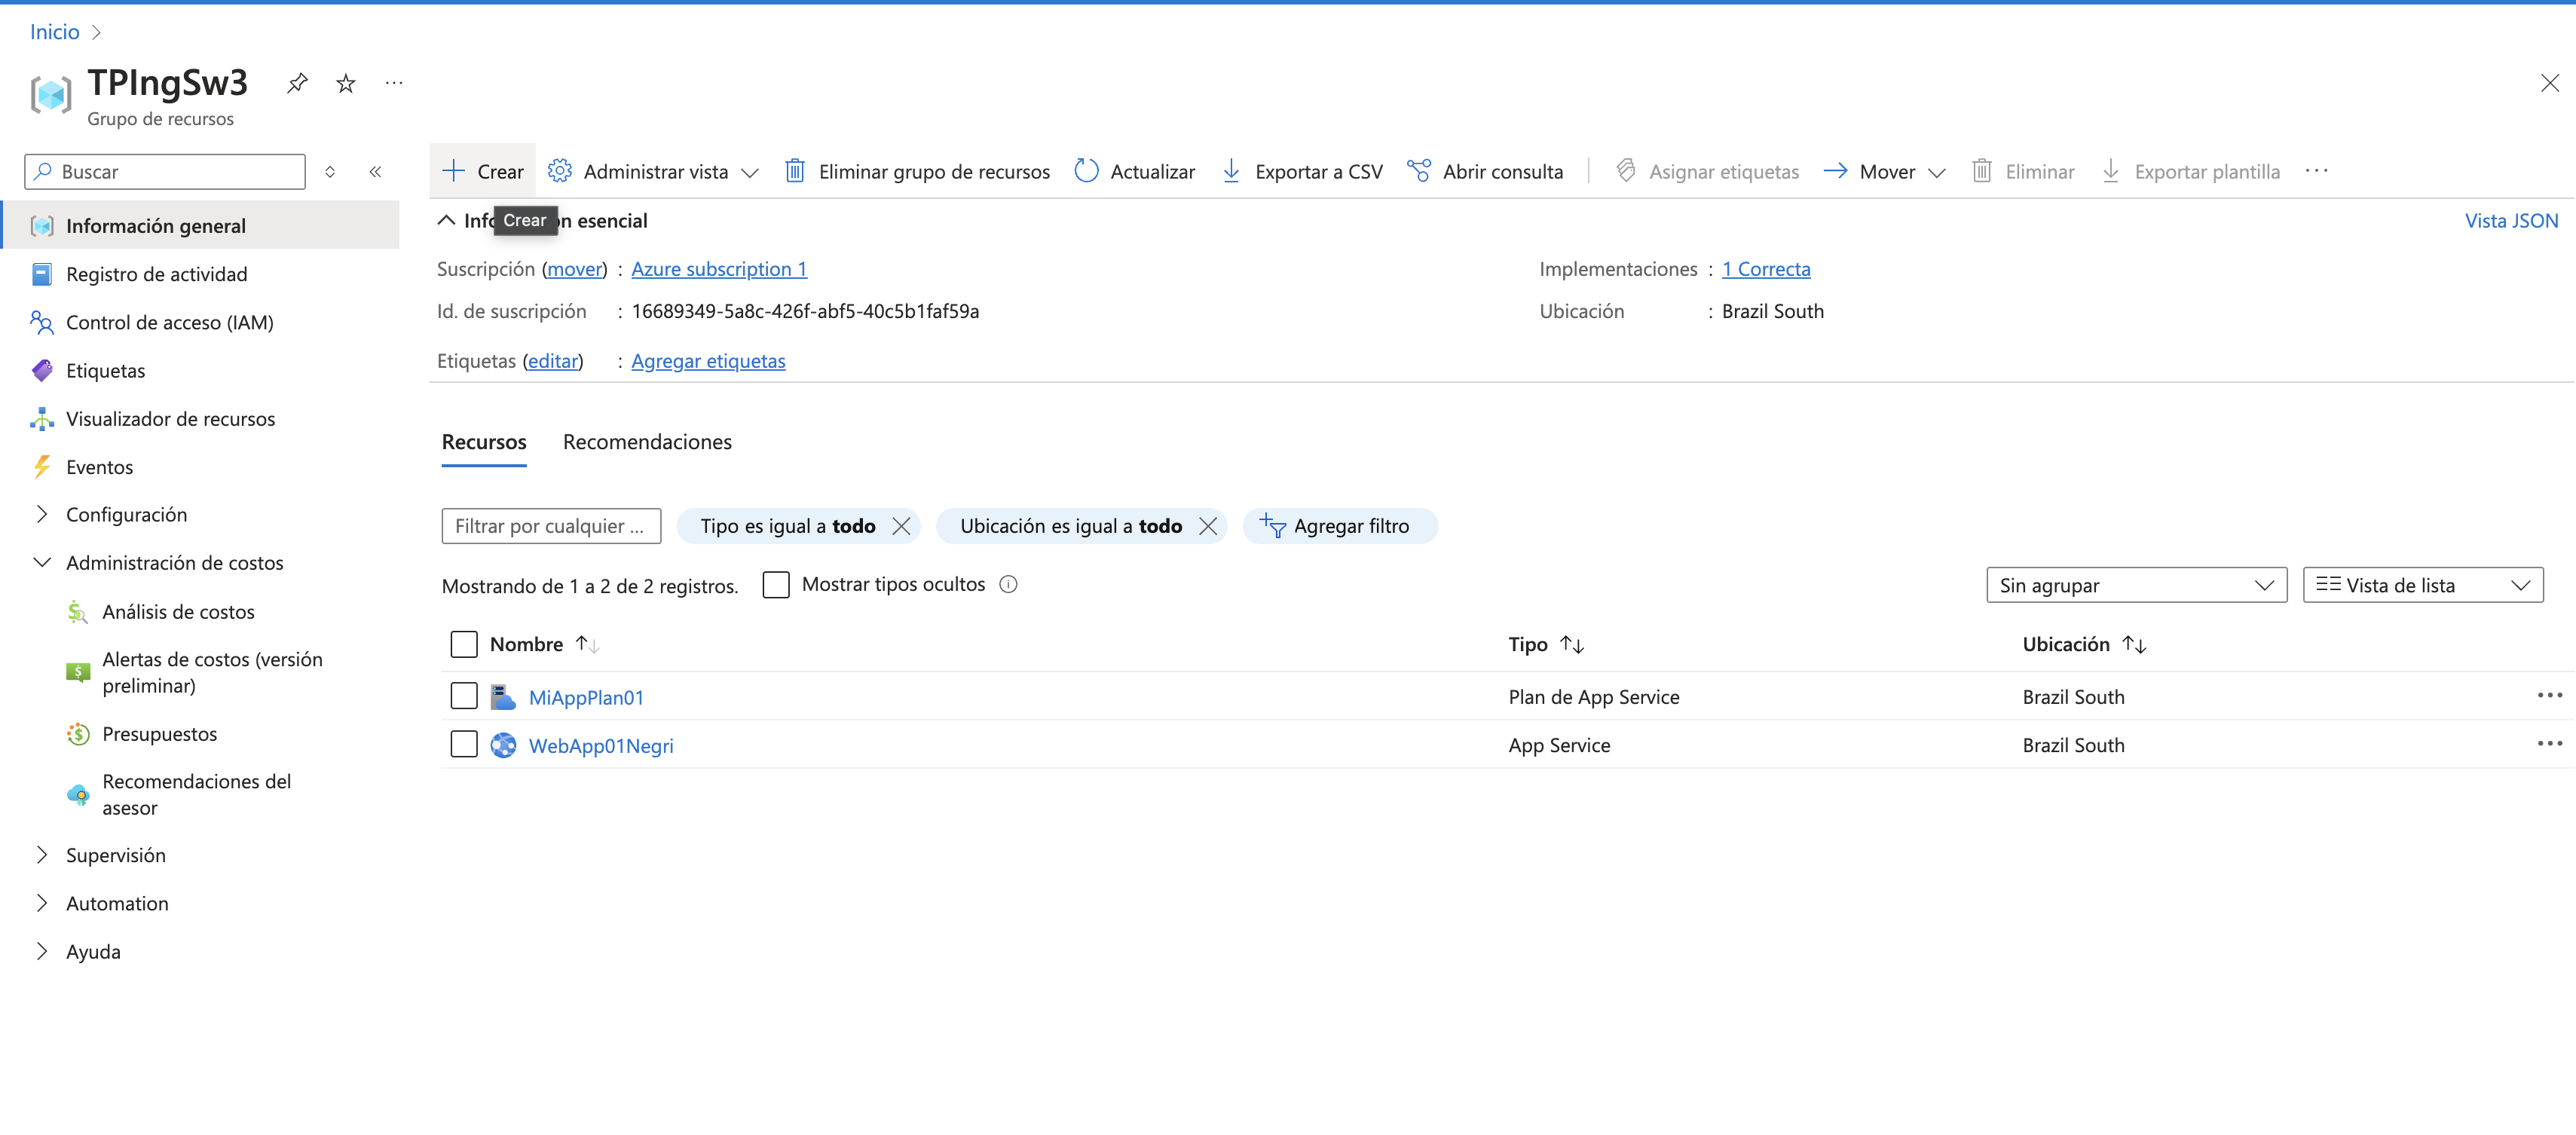 Inicio
TPIngSw3
Grupo de recursos
Buscar
Crear
Administrar vista
Eliminar grupo de recursos
Actualizar
Exportar a CSV
Abrir consulta
Asignar etiquetas
Mover
Eliminar
Exportar plantilla
Información general
Registro de actividad
Control de acceso (IAM)
Etiquetas
Visualizador de recursos
Eventos
Configuración
Administración de costos
Análisis de costos
Alertas de costos (versión
preliminar)
Presupuestos
Recomendaciones del
asesor
Supervisión
Automation
Ayuda
Crear
esencial
Vista JSON
Suscripción (mover) : Azure subscription 1
Implementaciones : 1 Correcta
Id. de suscripción : 16689349-5a8c-426f-abf5-40c5b1faf59a
Ubicación : Brazil South
Etiquetas (editar) : Agregar etiquetas
Recursos
Recomendaciones
Filtrar por cualquier ...
Tipo es igual a todo
Ubicación es igual a todo
Agregar filtro
Mostrando de 1 a 2 de 2 registros.
Mostrar tipos ocultos
Sin agrupar
Vista de lista
Nombre
Tipo
Ubicación
MiAppPlan01
Plan de App Service
Brazil South
WebApp01Negri
App Service
Brazil South